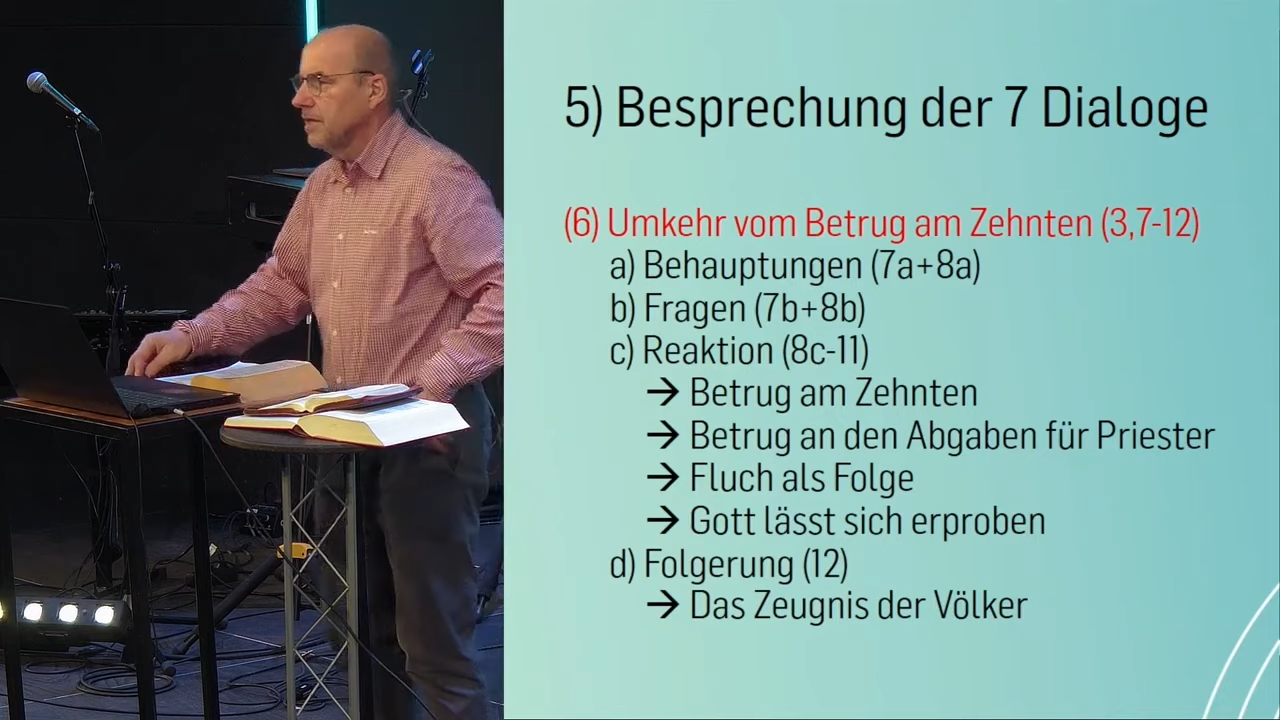 5) Besprechung der 7 Dialoge
(6) Umkehr vom Betrug am Zehnten (3,7-12)
a) Behauptungen (7a+8a)
b) Fragen (7b+8b)
c) Reaktion (8c-11)
→ Betrug am Zehnten
→ Betrug an den Abgaben für Priester
→ Fluch als Folge
→ Gott lässt sich erproben
d) Folgerung (12)
→ Das Zeugnis der Völker